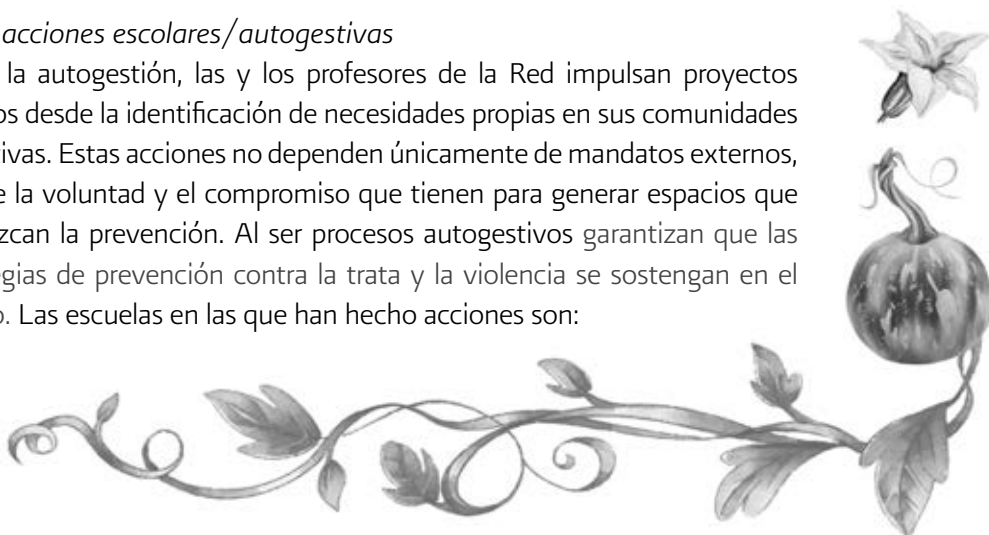 acciones escolares/autogestivas
la autogestión, las y los profesores de la Red impulsan proyectos
os desde la identificación de necesidades propias en sus comunidades
tivas. Estas acciones no dependen únicamente de mandatos externos,
e la voluntad y el compromiso que tienen para generar espacios que
zcan la prevención. Al ser procesos autogestivos garantizan que las
egias de prevención contra la trata y la violencia se sostengan en el
o. Las escuelas en las que han hecho acciones son: